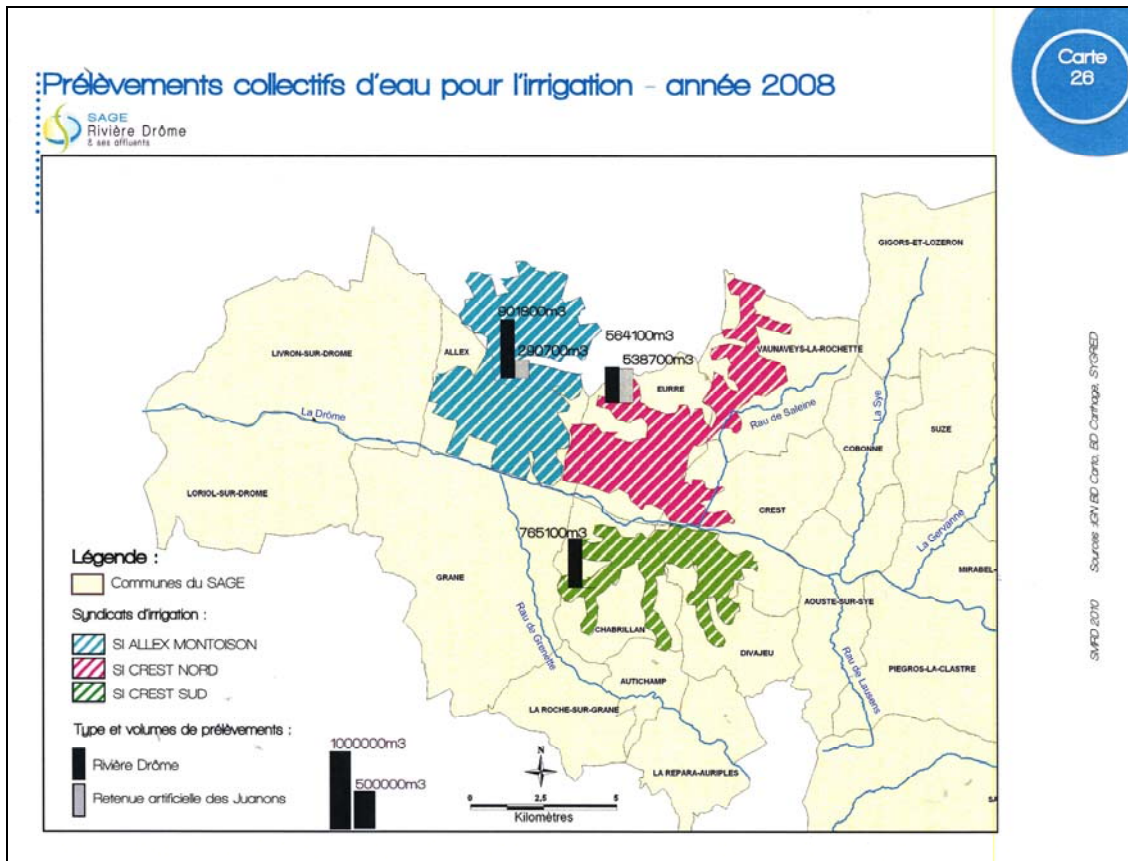 Prélèvements collectifs d'eau pour l'irrigation - année 2008
Carte
26
SAGE
Rivière Drôme
& ses affluents
GIGORS-ET-LOZERON
901800m3
564100m3
LIVRON-SUR-DROME
ALLEX
290700m3
538700m3
VAUNAVEYS-LA-ROCHETTE
EURRE
La Drôme
Rau de Saleine
La Sye
SUZE
COBONNE
LORIOL-SUR-DROME
CREST
765100m3
La Gervanne
MIRABEL-
GRANE
AOUSTE-SUR-SYE
Rau de Grenette
CHABRILLAN
DIVAJEU
PIEGROS-LA-CLASTRE
AUTICHAMP
Rau de Lausens
LA ROCHE-SUR-GRANE
LA REPARA-AURIPLES
SA
Légende :
Communes du SAGE
Syndicats d'irrigation :
SI ALLEX MONTOISON
SI CREST NORD
SI CREST SUD
Type et volumes de prélèvements :
Rivière Drôme
Retenue artificielle des Juanons
1000000m3
500000m3
N
0 2,5 5
Kilomètres
SMRD 2010 Sources : IGN BD Carto, BD Carthage, SYGRED